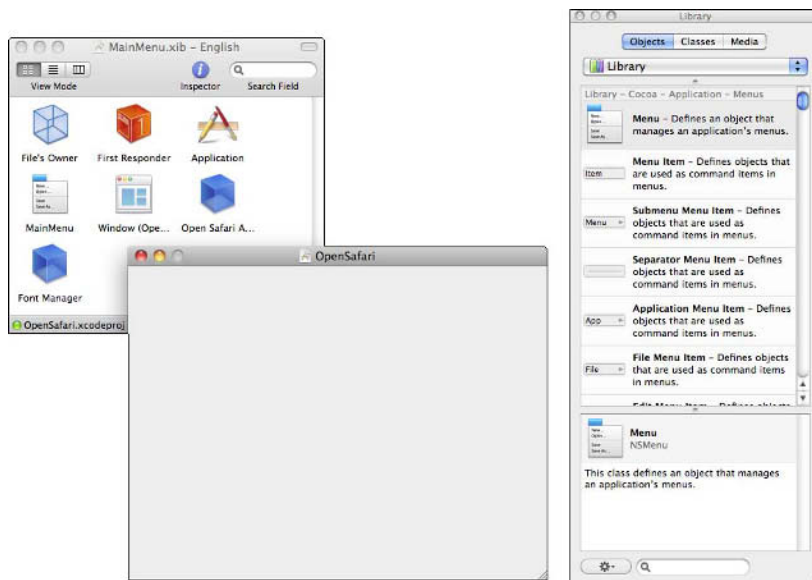 MainMenu.xib – English
View Mode
Inspector
Search Field
File's Owner
First Responder
Application
MainMenu
Window (Ope...
Open Safari A...
Font Manager
OpenSafari.xcodeproj
OpenSafari
Library
Objects
Classes
Media
Library
Library – Cocoa – Application – Menus
Menu – Defines an object that
manages an application's menus.
Item
Menu Item – Defines objects that
are used as command items in
menus.
Menu
Submenu Menu Item – Defines
objects that are used as
command items in menus.
Separator Menu Item – Defines
objects that are used as
command items in menus.
App
Application Menu Item – Defines
objects that are used as
command items in menus.
File
File Menu Item – Defines objects
that are used as command items
in menus.
Menu
NSMenu
This class defines an object that manages
an application's menus.